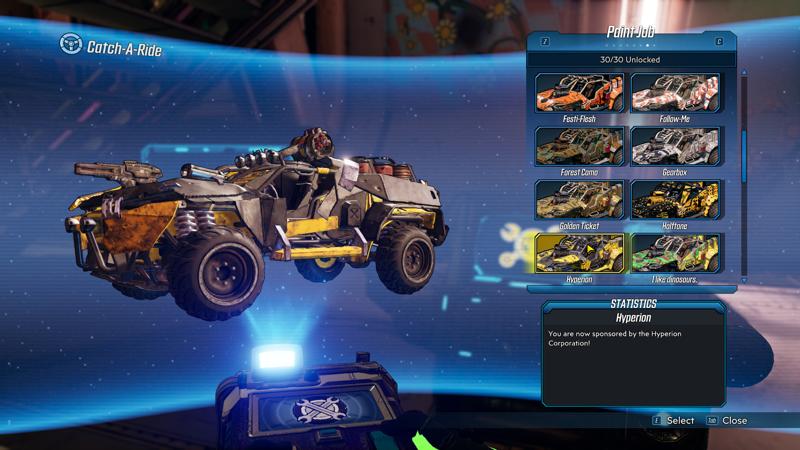 Catch-A-Ride
Paint Job
Z
C
30/30 Unlocked
Festi-Flesh
Follow-Me
Forest Camo
Gearbox
Golden Ticket
Halftone
Hyperion
I like dinosaurs.
STATISTICS
Hyperion
You are now sponsored by the Hyperion
Corporation!
E Select
Tab Close